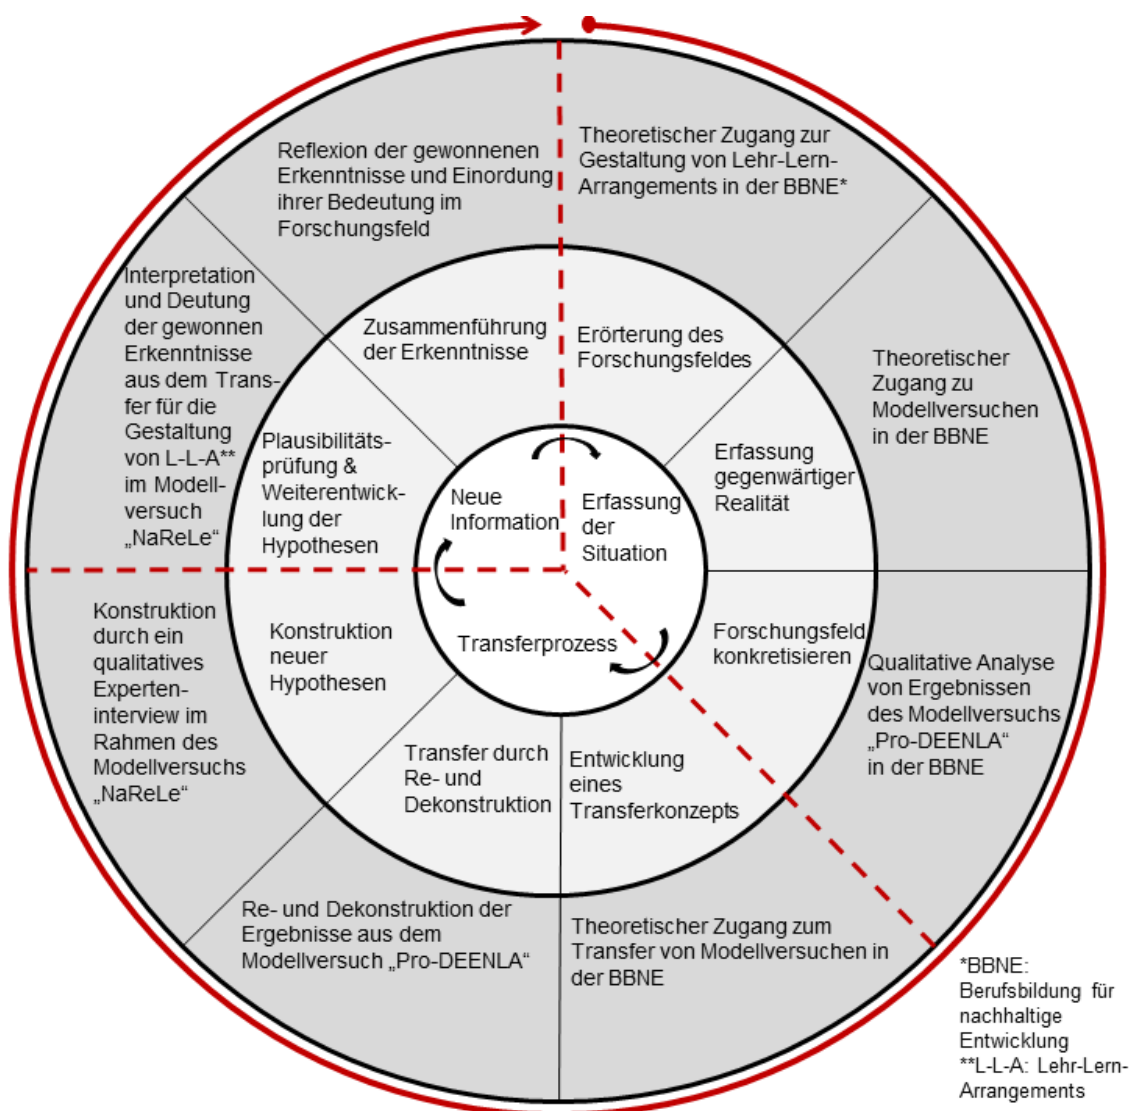 Theoretischer Zugang zur
Gestaltung von Lehr-Lern-
Arrangements in der BBNE*
Theoretischer
Zugang zu
Modellversuchen
in der BBNE
Qualitative Analyse
von Ergebnissen
des Modellversuchs
„Pro-DEENLA“
in der BBNE
Theoretischer Zugang zum
Transfer von Modellversuchen in
der BBNE
Re- und Dekonstruktion der
Ergebnisse aus dem
Modellversuch „Pro-DEENLA“
Konstruktion
durch ein
qualitatives
Experten-
interview im
Rahmen des
Modellversuchs
„NaReLe“
Interpretation
und Deutung
der gewonnen
Erkenntnisse
aus dem Trans-
fer für die
Gestaltung
von L-L-A**
im Modell-
versuch
„NaReLe“
Reflexion der gewonnenen
Erkenntnisse und Einordung
ihrer Bedeutung im
Forschungsfeld
Erörterung des
Forschungsfeldes
Erfassung
gegenwärtiger
Realität
Forschungsfeld
konkretisieren
Entwicklung
eines
Transferkonzepts
Transfer durch
Re- und
Dekonstruktion
Konstruktion
neuer
Hypothesen
Plausibilitäts-
prüfung &
Weiterentwick-
lung der
Hypothesen
Zusammenführung
der Erkenntnisse
Erfassung
der
Situation
Transferprozess
Neue
Information
*BBNE:
Berufsbildung für
nachhaltige
Entwicklung
**L-L-A: Lehr-Lern-
Arrangements